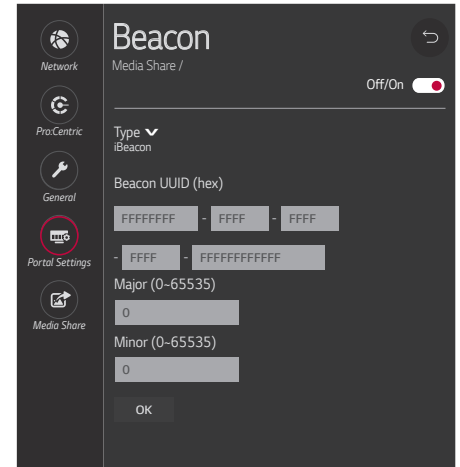 Network
Pro:Centric
General
Portal Settings
Media Share
Beacon
Media Share /
Off/On
Type
iBeacon
Beacon UUID (hex)
FFFFFFFF - FFFF - FFFF
- FFFF - FFFFFFFFFFFF
Major (0~65535)
0
Minor (0~65535)
0
OK